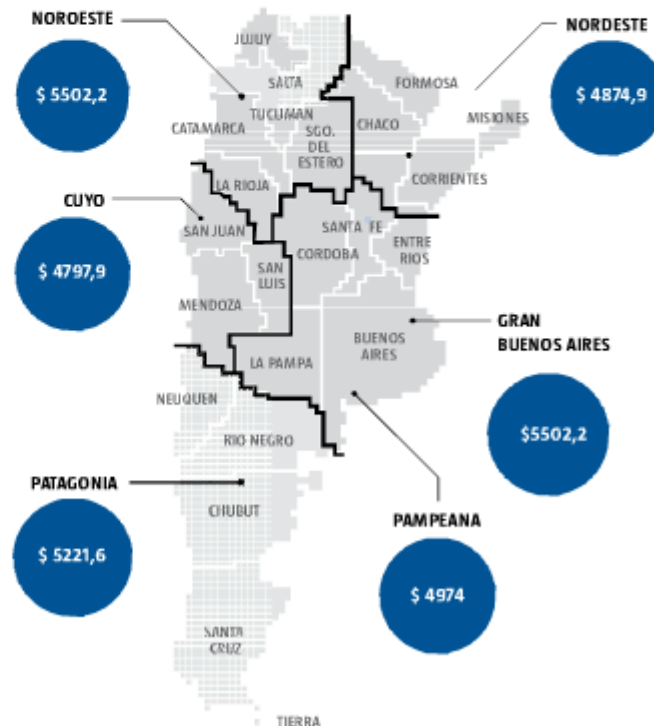 NOROESTE
$ 5502,2
NORDESTE
$ 4874,9
JUJUY
SALTA
FORMOSA
TUCUMAN
CATAMARCA
CHACO
MISIONES
SGO.
DEL
ESTERO
CORRIENTES
LA RIOJA
CUYO
$ 4797,9
SAN JUAN
SANTA FE
CORDOBA
ENTRE
RIOS
SAN
LUIS
MENDOZA
GRAN
BUENOS AIRES
$5502,2
BUENOS
AIRES
LA PAMPA
NEUQUEN
RIO NEGRO
PATAGONIA
$ 5221,6
CHUBUT
PAMPEANA
$ 4974
SANTA
CRUZ
TIERRA